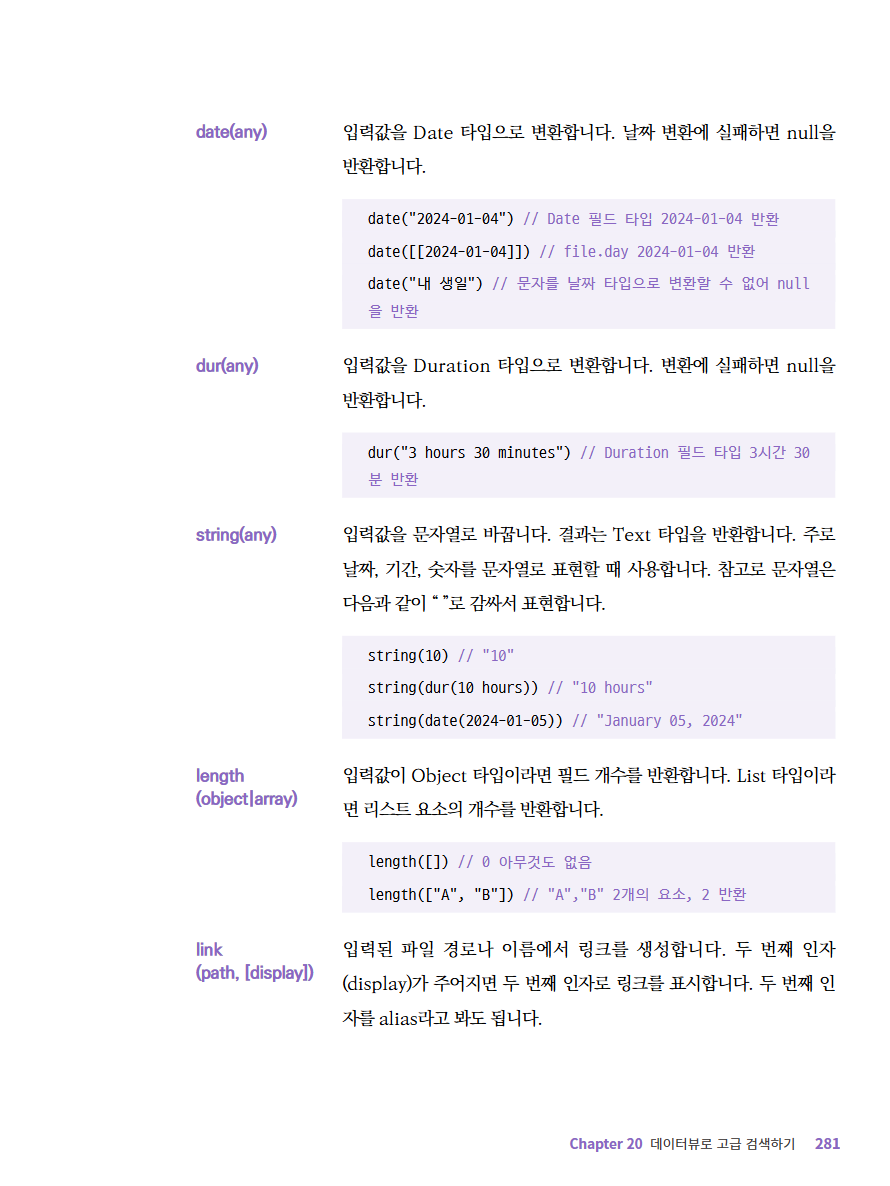 date(any)
입력값을 Date 타입으로 변환합니다. 날짜 변환에 실패하면 null을
반환합니다.
date("2024-01-04") // Date 필드 타입 2024-01-04 반환
date([[2024-01-04]]) // file.day 2024-01-04 반환
date("내 생일") // 문자를 날짜 타입으로 변환할 수 없어 null
을 반환
dur(any)
입력값을 Duration 타입으로 변환합니다. 변환에 실패하면 null을
반환합니다.
dur("3 hours 30 minutes") // Duration 필드 타입 3시간 30
분 반환
string(any)
입력값을 문자열로 바꿉니다. 결과는 Text 타입을 반환합니다. 주로
날짜, 기간, 숫자를 문자열로 표현할 때 사용합니다. 참고로 문자열은
다음과 같이 “ ”로 감싸서 표현합니다.
string(10) // "10"
string(dur(10 hours)) // "10 hours"
string(date(2024-01-05)) // "January 05, 2024"
length
(object|array)
입력값이 Object 타입이라면 필드 개수를 반환합니다. List 타입이라
면 리스트 요소의 개수를 반환합니다.
length([]) // 0 아무것도 없음
length(["A", "B"]) // "A","B" 2개의 요소, 2 반환
link
(path, [display])
입력된 파일 경로나 이름에서 링크를 생성합니다. 두 번째 인자
(display)가 주어지면 두 번째 인자로 링크를 표시합니다. 두 번째 인
자를 alias라고 봐도 됩니다.
Chapter 20 데이터뷰로 고급 검색하기 281